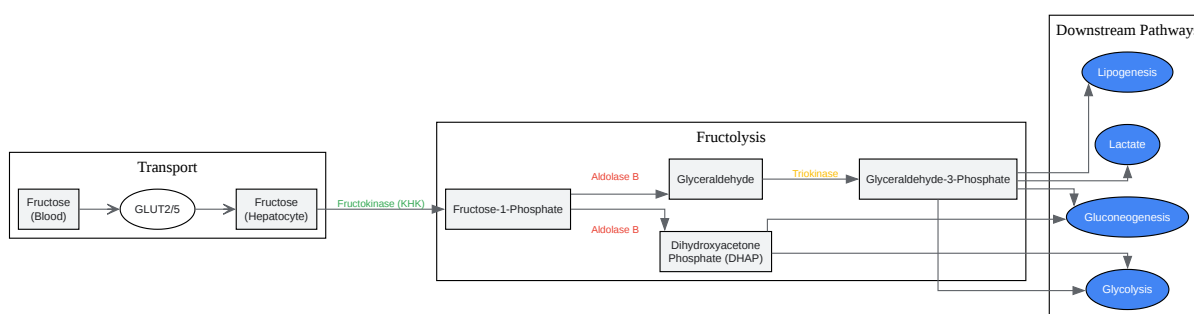 Transport
Fructose
(Blood)
GLUT2/5
Fructose
(Hepatocyte)
Fructokinase (KHK)
Fructolysis
Fructose-1-Phosphate
Aldolase B
Aldolase B
Glyceraldehyde
Triokinase
Glyceraldehyde-3-Phosphate
Dihydroxyacetone
Phosphate (DHAP)
Downstream Pathways
Lipogenesis
Lactate
Gluconeogenesis
Glycolysis